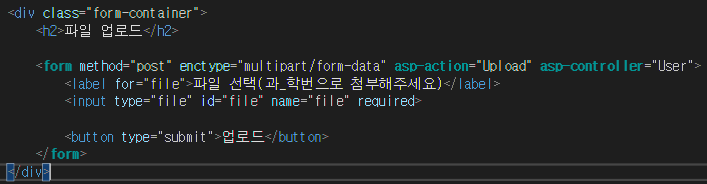 <div class="form-container">
<h2>파일 업로드</h2>
<form method="post" enctype="multipart/form-data" asp-action="Upload" asp-controller="User">
<label for="file">파일 선택(과_학번으로 첨부해주세요)</label>
<input type="file" id="file" name="file" required>
<button type="submit">업로드</button>
</form>
</div>